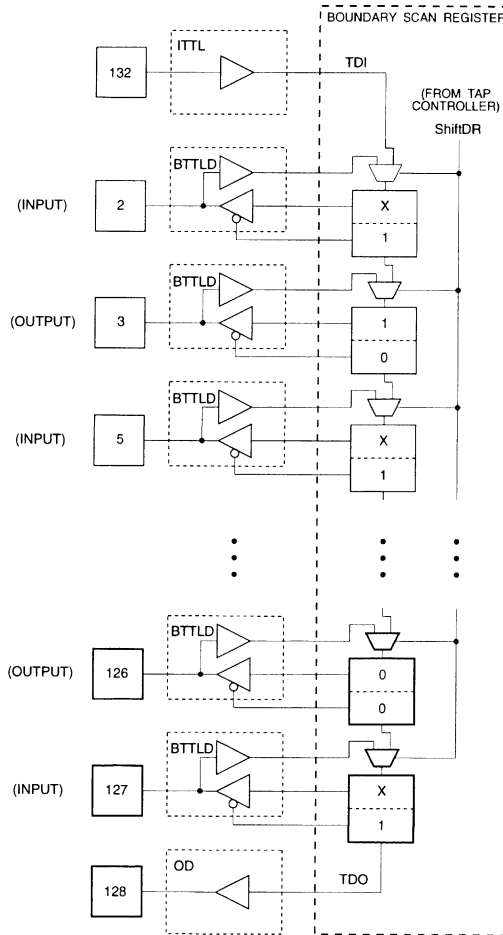 BOUNDARY SCAN REGISTER
ITTL
132
TDI
(FROM TAP
CONTROLLER)
ShiftDR
BTTLD
(INPUT)
2
X
1
BTTLD
(OUTPUT)
3
1
0
BTTLD
(INPUT)
5
X
1
BTTLD
(OUTPUT)
126
0
0
BTTLD
(INPUT)
127
X
1
OD
128
TDO